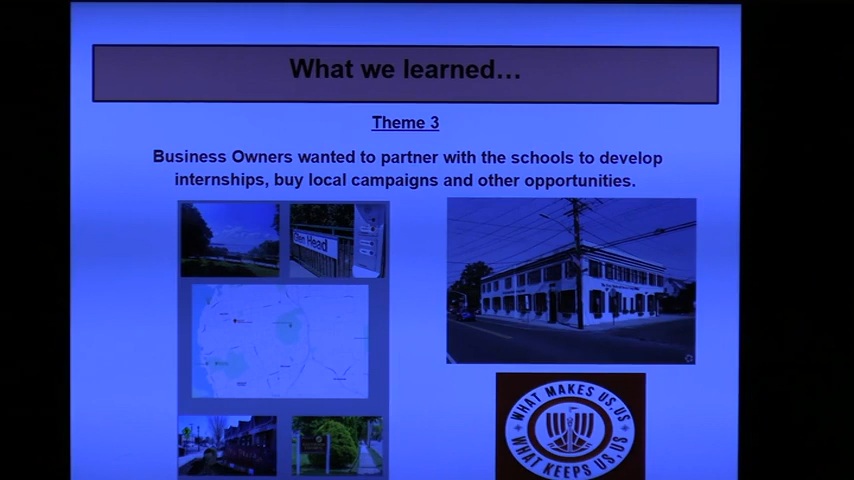 What we learned…
Theme 3
Business Owners wanted to partner with the schools to develop
internships, buy local campaigns and other opportunities.
Glen Head
WHAT MAKES US, US
WHAT KEEPS US, US